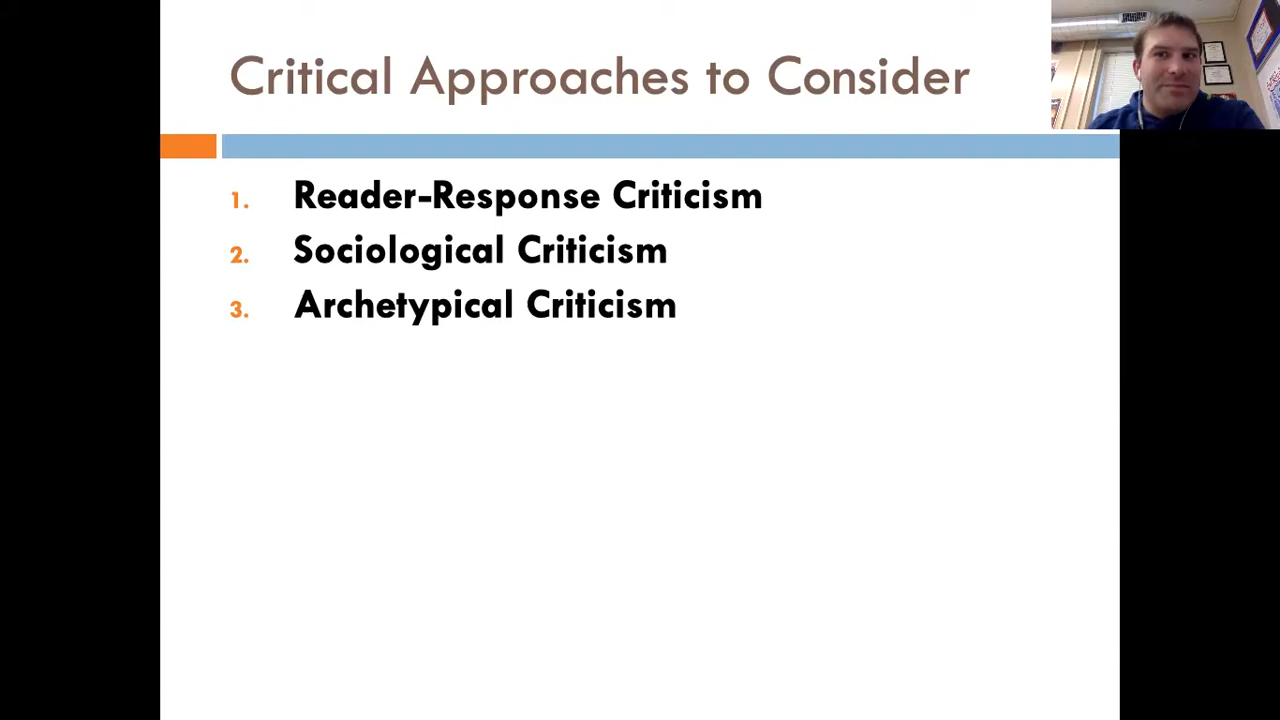 Critical Approaches to Consider
1. Reader-Response Criticism
2. Sociological Criticism
3. Archetypical Criticism